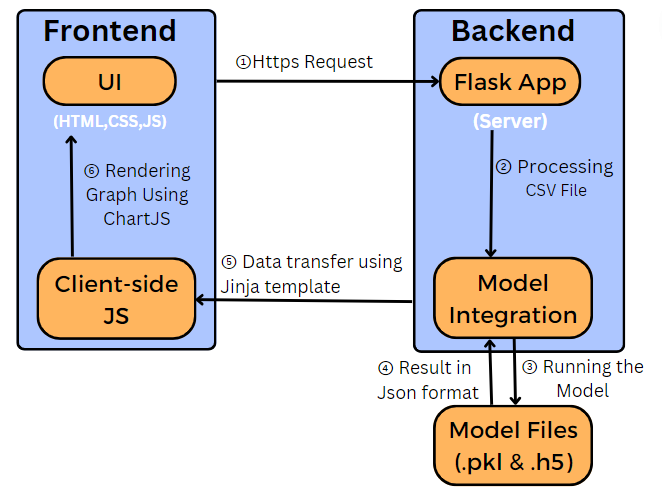 Frontend
Backend
UI
(HTML,CSS,JS)
①Https Request
Flask App
(Server)
② Processing
CSV File
⑥ Rendering
Graph Using
ChartJS
⑤ Data transfer using
Jinja template
Client-side
JS
Model
Integration
④ Result in
Json format
③ Running the
Model
Model Files
(.pkl & .h5)